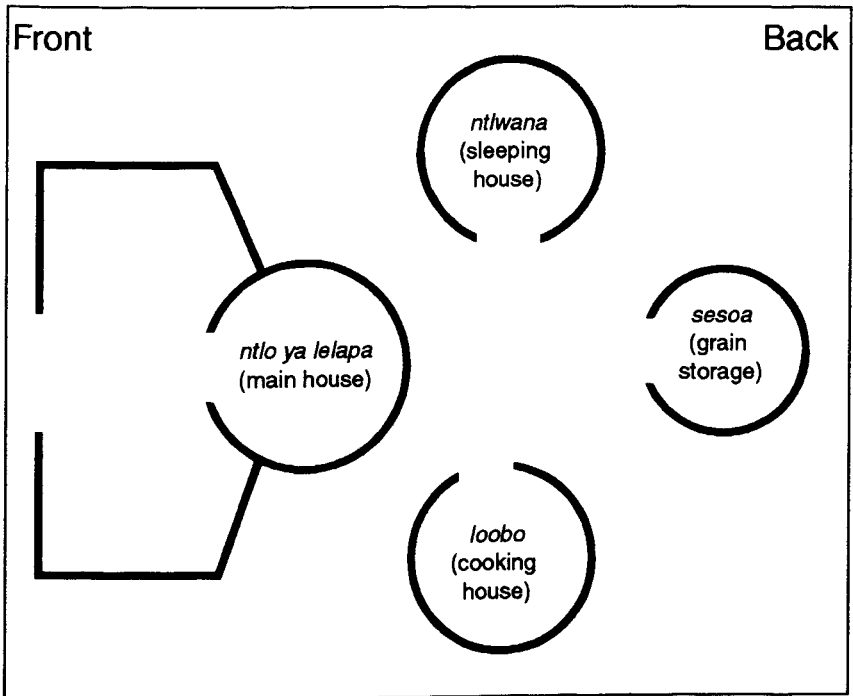 Front
Back
ntlwana
(sleeping
house)
ntlo ya lelapa
(main house)
sesoa
(grain
storage)
loobo
(cooking
house)